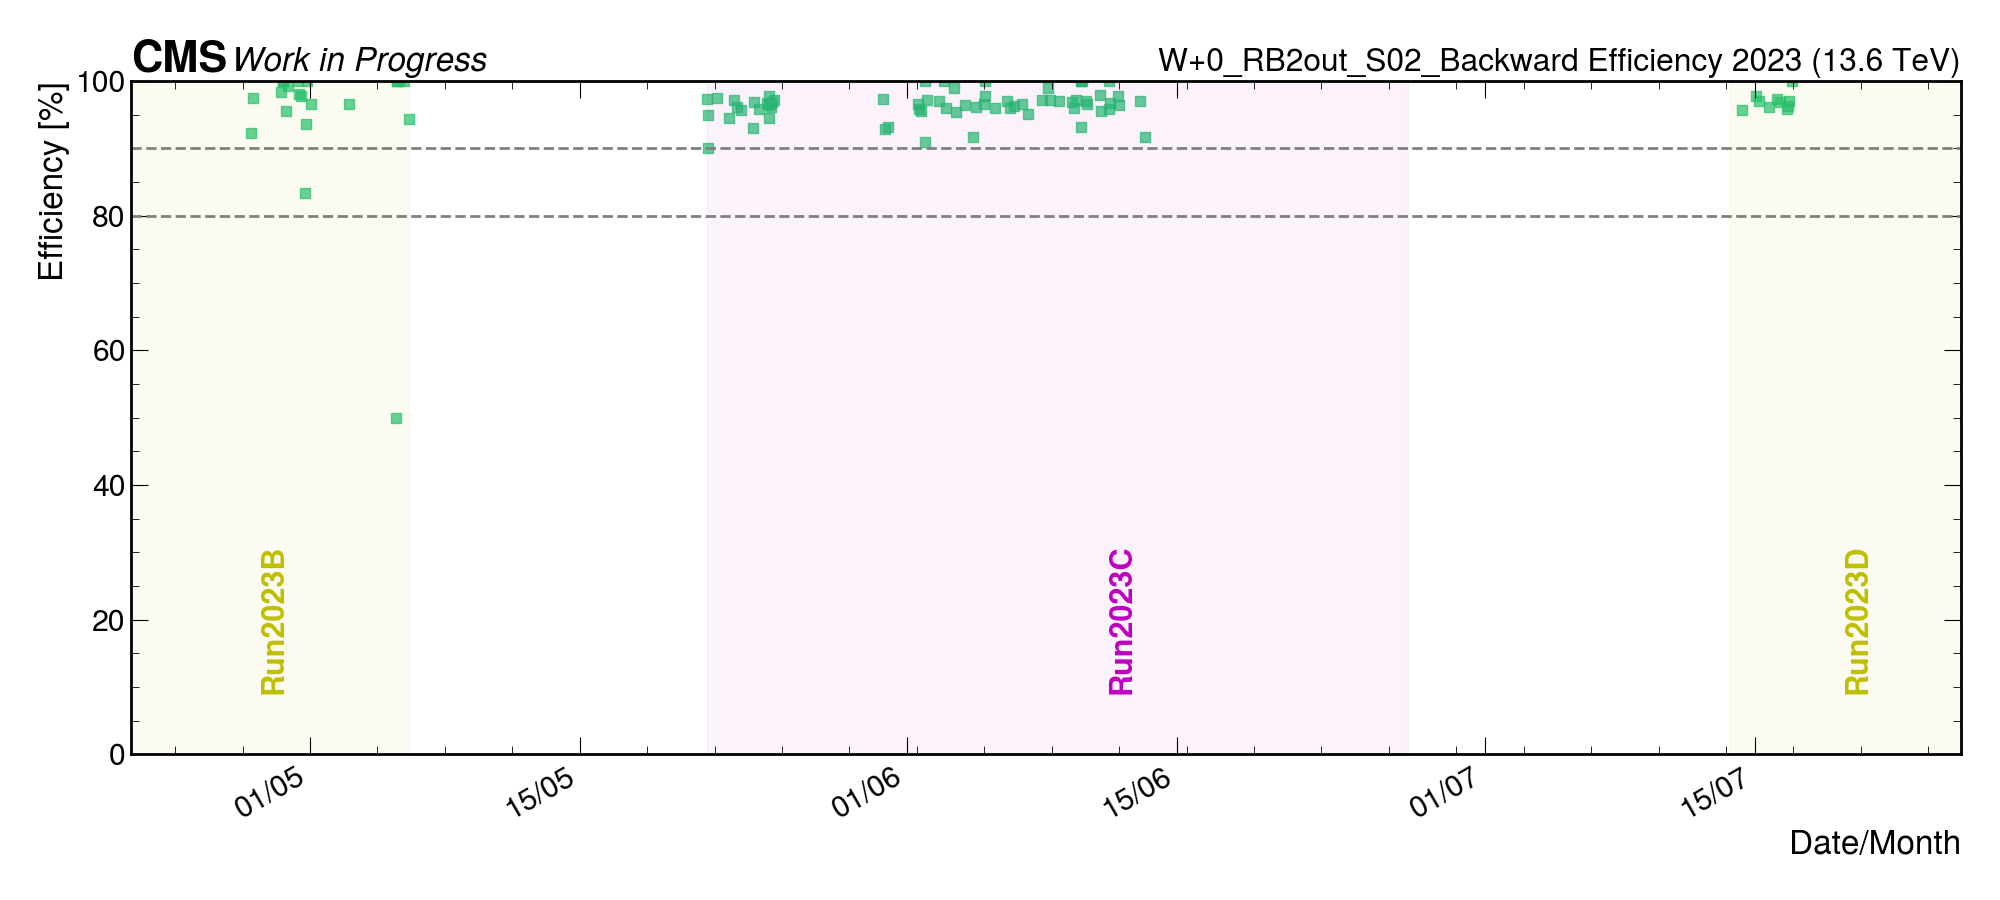 CMS Work in Progress
W+0_RB2out_S02_Backward Efficiency 2023 (13.6 TeV)
Efficiency [%]
100
80
60
40
20
0
Run2023B
Run2023C
Run2023D
01/05
15/05
01/06
15/06
01/07
15/07
Date/Month